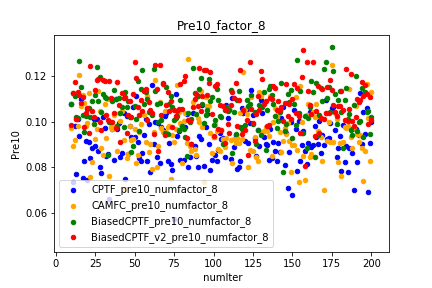 Pre10_factor_8
Pre10
0.12
0.10
0.08
0.06
CPTF_pre10_numfactor_8
CAMFC_pre10_numfactor_8
BiasedCPTF_pre10_numfactor_8
BiasedCPTF_v2_pre10_numfactor_8
0 25 50 75 100 125 150 175 200
numIter